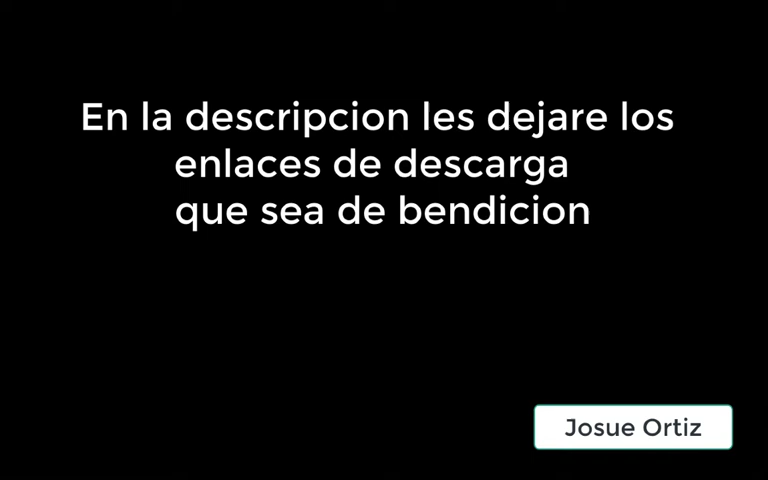 En la descripcion les dejare los
enlaces de descarga
que sea de bendicion
Josue Ortiz